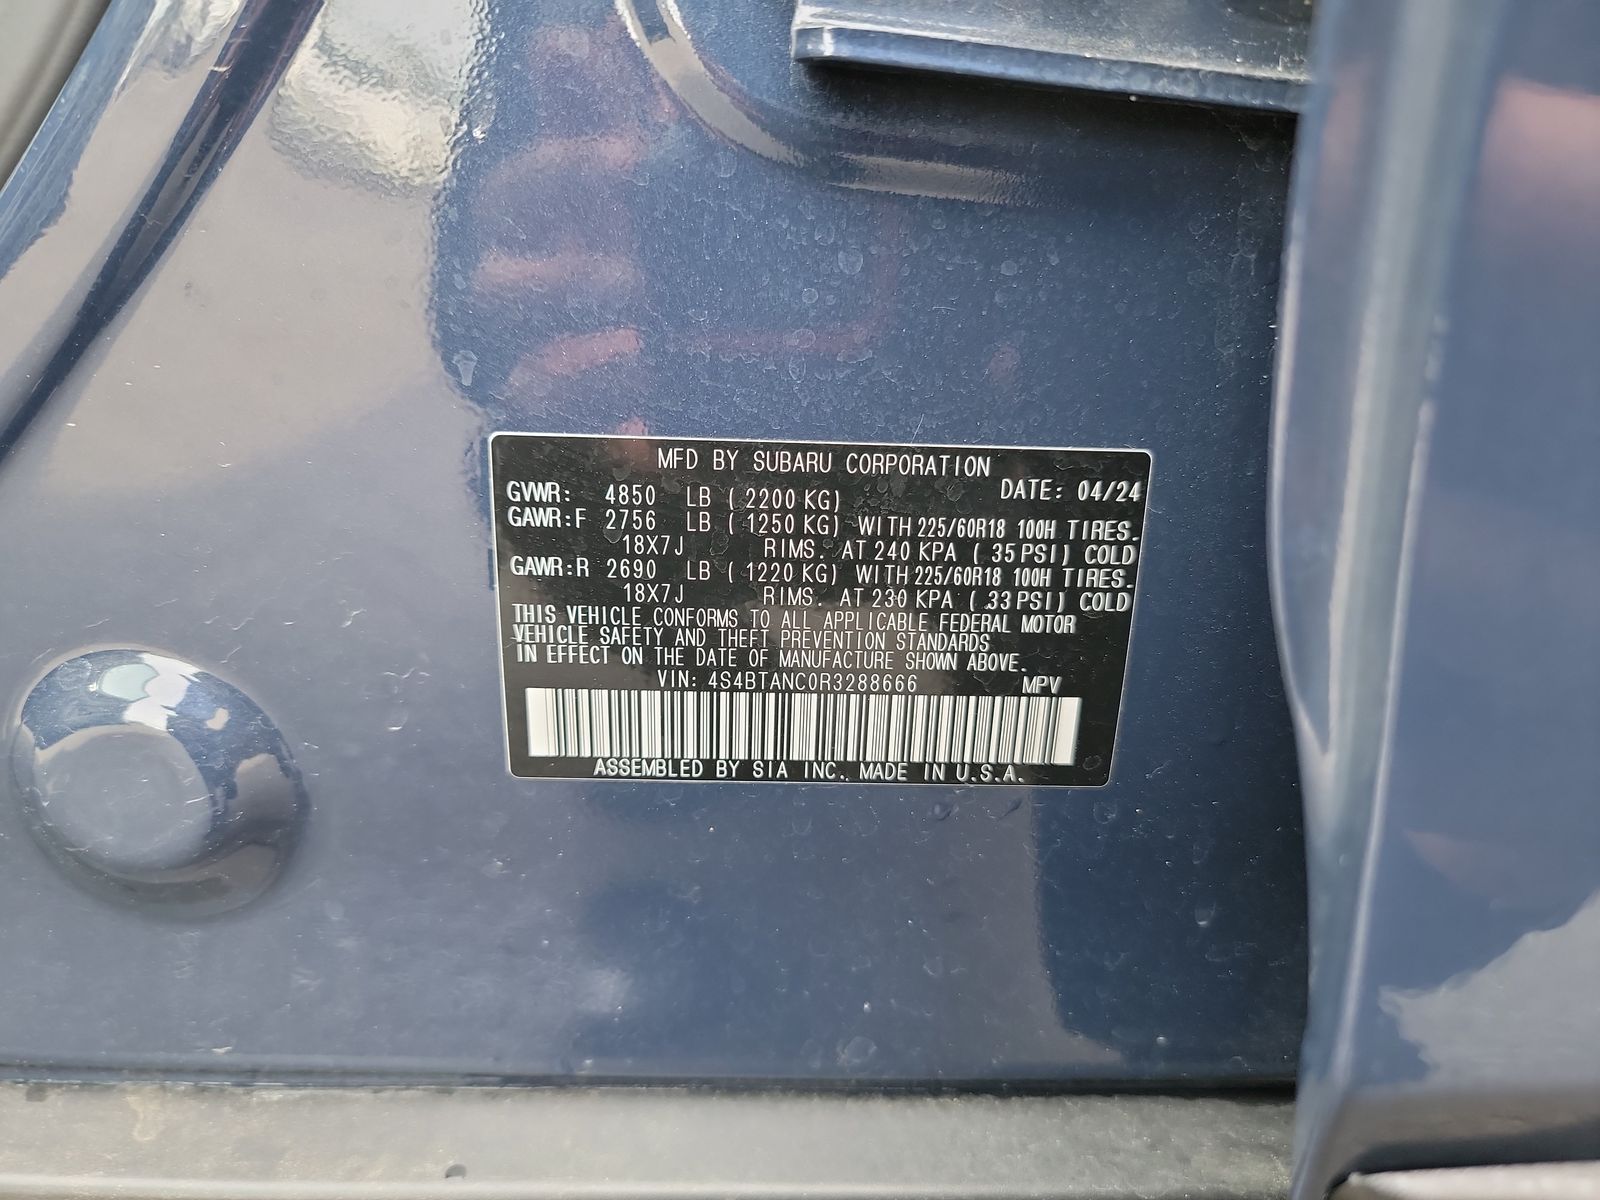 MFD BY SUBARU CORPORATION
GVWR: 4850 LB ( 2200 KG) DATE: 04/24
GAWR:F 2756 LB ( 1250 KG) WITH 225/60R18 100H TIRES.
18X7J RIMS. AT 240 KPA ( 35 PSI) COLD
GAWR:R 2690 LB ( 1220 KG) WITH 225/60R18 100H TIRES.
18X7J RIMS. AT 230 KPA ( 33 PSI) COLD
THIS VEHICLE CONFORMS TO ALL APPLICABLE FEDERAL MOTOR
VEHICLE SAFETY AND THEFT PREVENTION STANDARDS
IN EFFECT ON THE DATE OF MANUFACTURE SHOWN ABOVE.
VIN: 4S4BTANC0R3288666 MPV
ASSEMBLED BY SIA INC. MADE IN U.S.A.